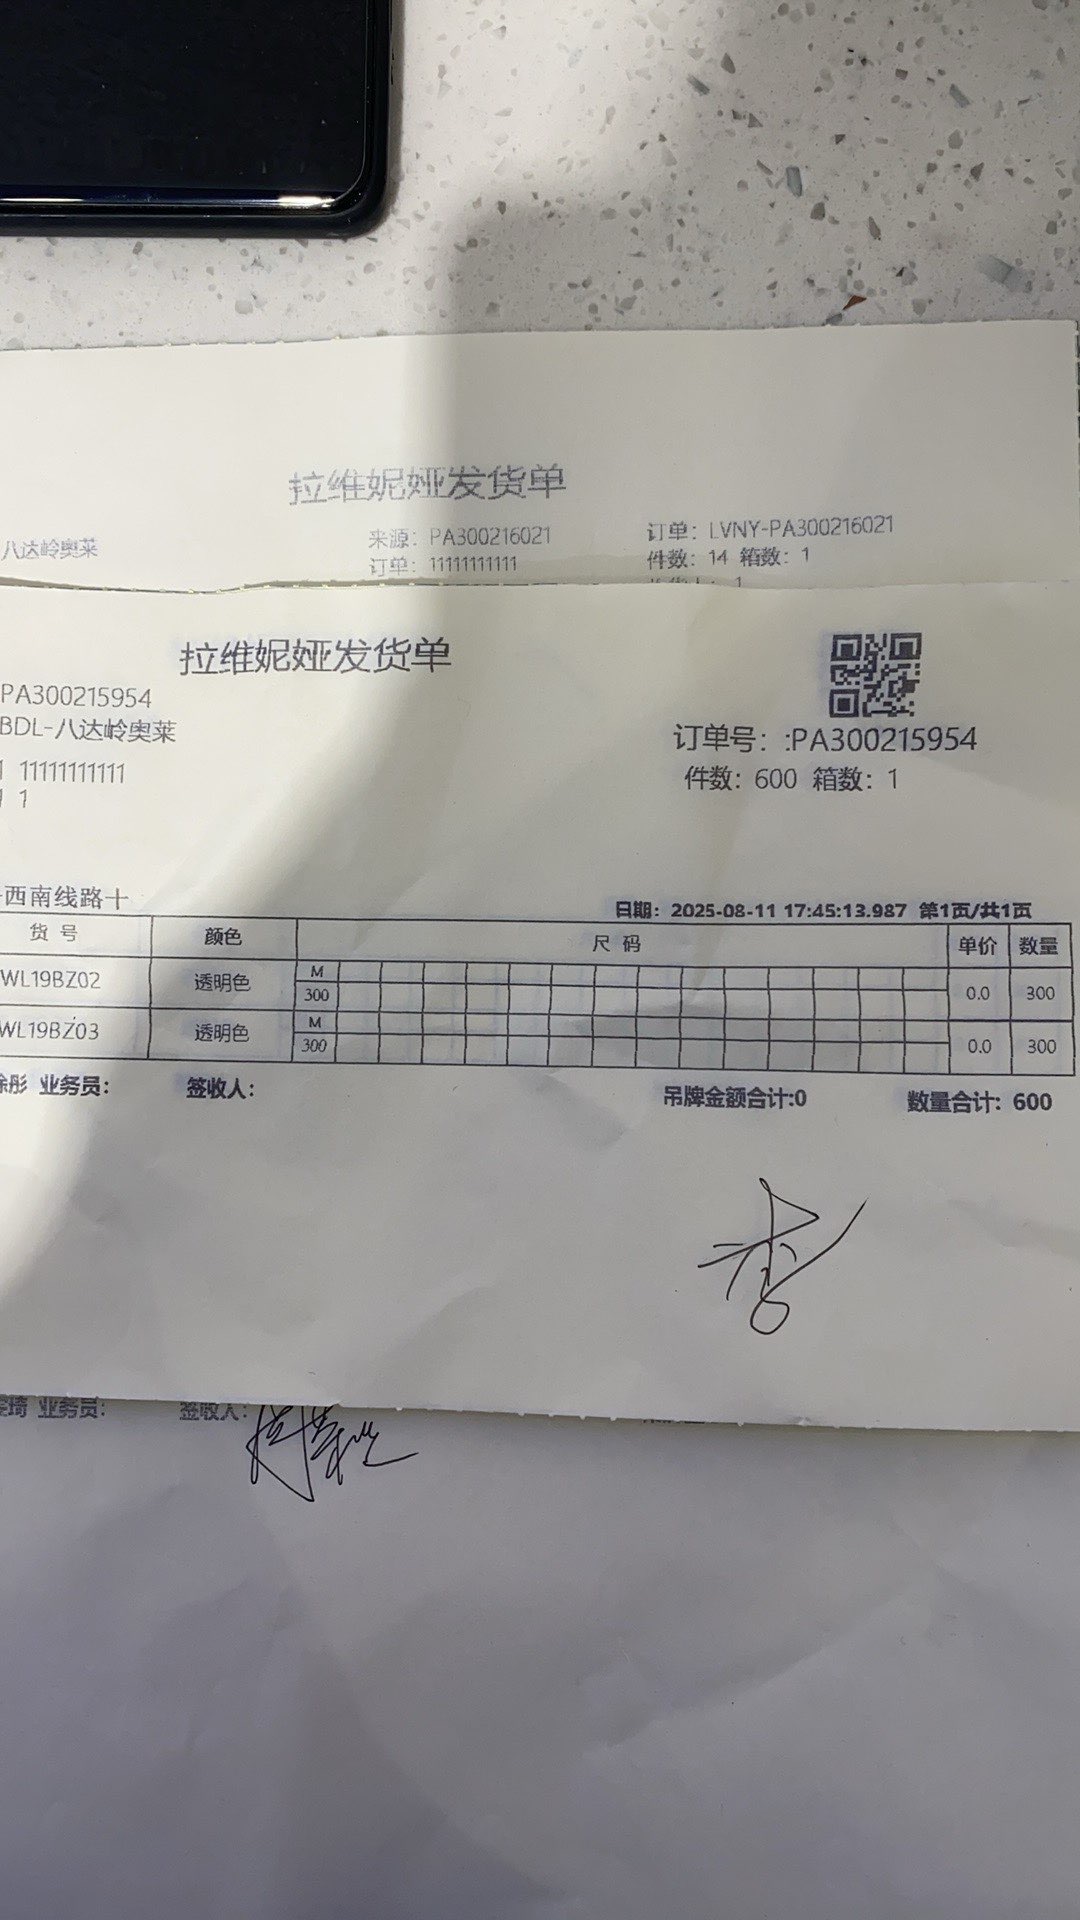 拉维妮娅发货单
八达岭奥莱 来源：PA300216021 订单：LVNY-PA300216021
订单：11111111111 件数：14 箱数：1
拉维妮娅发货单
PA300215954
BDL-八达岭奥莱
订单号：:PA300215954
1 11111111111 件数：600 箱数：1
1 1
西南线路十 日期：2025-08-11 17:45:13.987 第1页/共1页
货号 颜色 尺码 单价 数量
WL19BZ02 透明色 M 300 0.0 300
WL19BZ03 透明色 M 300 0.0 300
彤 业务员： 签收人： 吊牌金额合计:0 数量合计: 600
琦 业务员： 签收人：